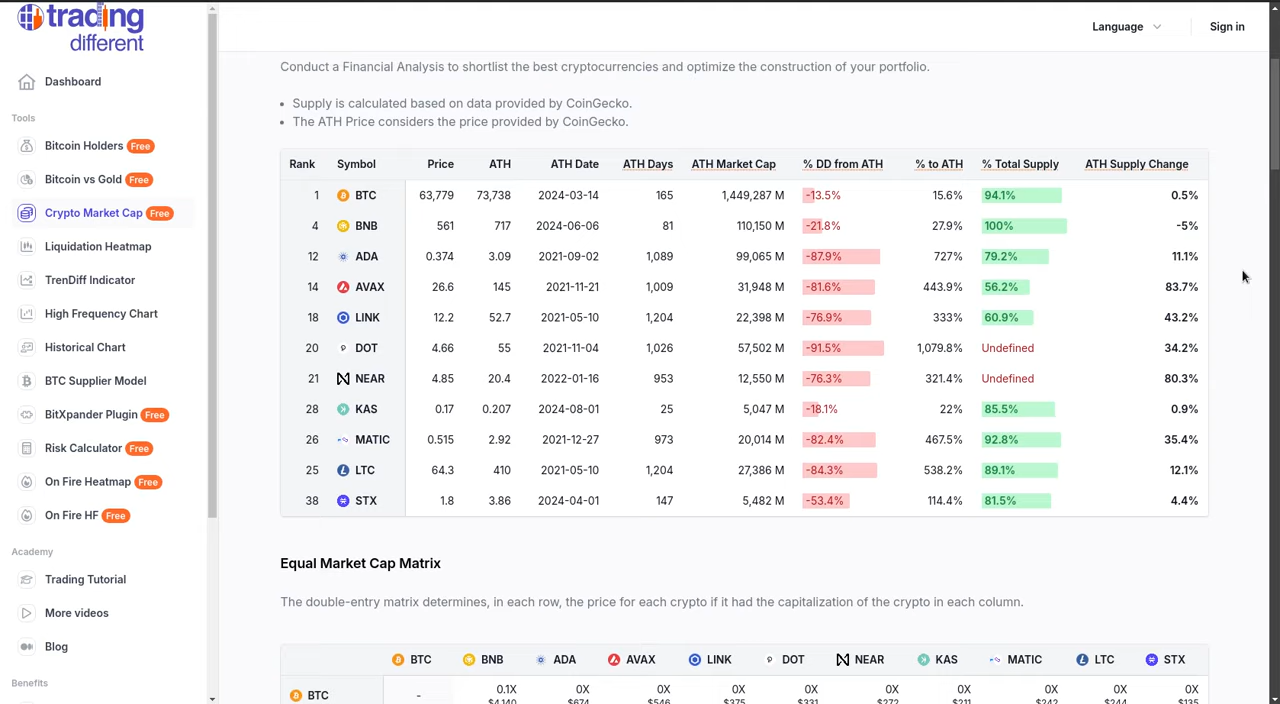 trading
different
Language
Sign in
Dashboard
Tools
Bitcoin Holders Free
Bitcoin vs Gold Free
Crypto Market Cap Free
Liquidation Heatmap
TrenDiff Indicator
High Frequency Chart
Historical Chart
BTC Supplier Model
BitXpander Plugin Free
Risk Calculator Free
On Fire Heatmap Free
On Fire HF Free
Academy
Trading Tutorial
More videos
Blog
Benefits
Conduct a Financial Analysis to shortlist the best cryptocurrencies and optimize the construction of your portfolio.
• Supply is calculated based on data provided by CoinGecko.
• The ATH Price considers the price provided by CoinGecko.
Rank Symbol Price ATH ATH Date ATH Days ATH Market Cap % DD from ATH % to ATH % Total Supply ATH Supply Change
1 BTC 63,779 73,738 2024-03-14 165 1,449,287 M -13.5% 15.6% 94.1% 0.5%
4 BNB 561 717 2024-06-06 81 110,150 M -21.8% 27.9% 100% -5%
12 ADA 0.374 3.09 2021-09-02 1,089 99,065 M -87.9% 727% 79.2% 11.1%
14 AVAX 26.6 145 2021-11-21 1,009 31,948 M -81.6% 443.9% 56.2% 83.7%
18 LINK 12.2 52.7 2021-05-10 1,204 22,398 M -76.9% 333% 60.9% 43.2%
20 DOT 4.66 55 2021-11-04 1,026 57,502 M -91.5% 1,079.8% Undefined 34.2%
21 NEAR 4.85 20.4 2022-01-16 953 12,550 M -76.3% 321.4% Undefined 80.3%
28 KAS 0.17 0.207 2024-08-01 25 5,047 M -18.1% 22% 85.5% 0.9%
26 MATIC 0.515 2.92 2021-12-27 973 20,014 M -82.4% 467.5% 92.8% 35.4%
25 LTC 64.3 410 2021-05-10 1,204 27,386 M -84.3% 538.2% 89.1% 12.1%
38 STX 1.8 3.86 2024-04-01 147 5,482 M -53.4% 114.4% 81.5% 4.4%
Equal Market Cap Matrix
The double-entry matrix determines, in each row, the price for each crypto if it had the capitalization of the crypto in each column.
BTC BNB ADA AVAX LINK DOT NEAR KAS MATIC LTC STX
BTC - 0.1X 0X 0X 0X 0X 0X 0X 0X 0X 0X
$4,140 $674 $546 $375 $331 $272 $211 $242 $244 $135